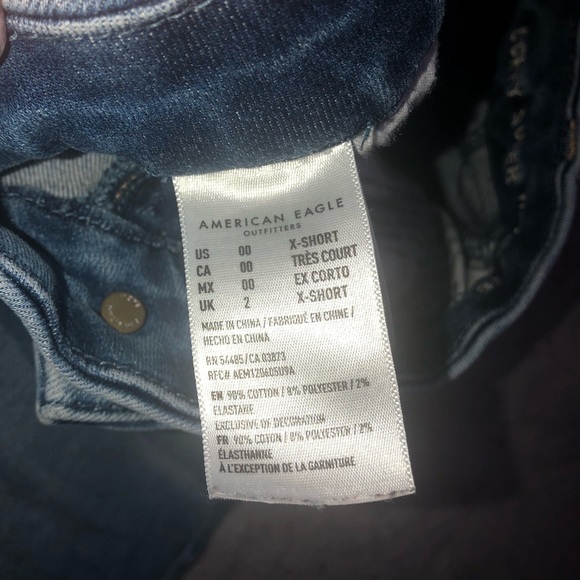 AMERICAN EAGLE
OUTFITTERS
US 00 X-SHORT
CA 00 TRÈS COURT
MX 00 EX CORTO
UK 2 X-SHORT
MADE IN CHINA / FABRIQUÉ EN CHINE /
HECHO EN CHINA
RN 54485/CA 03873
RFC# AEM120605U9A
EN 90% COTTON / 8% POLYESTER / 2%
ELASTANE
EXCLUSIVE OF DECORATION
FR 90% COTON / 8% POLYESTER / 2%
ÉLASTHANNE
À L'EXCEPTION DE LA GARNITURE